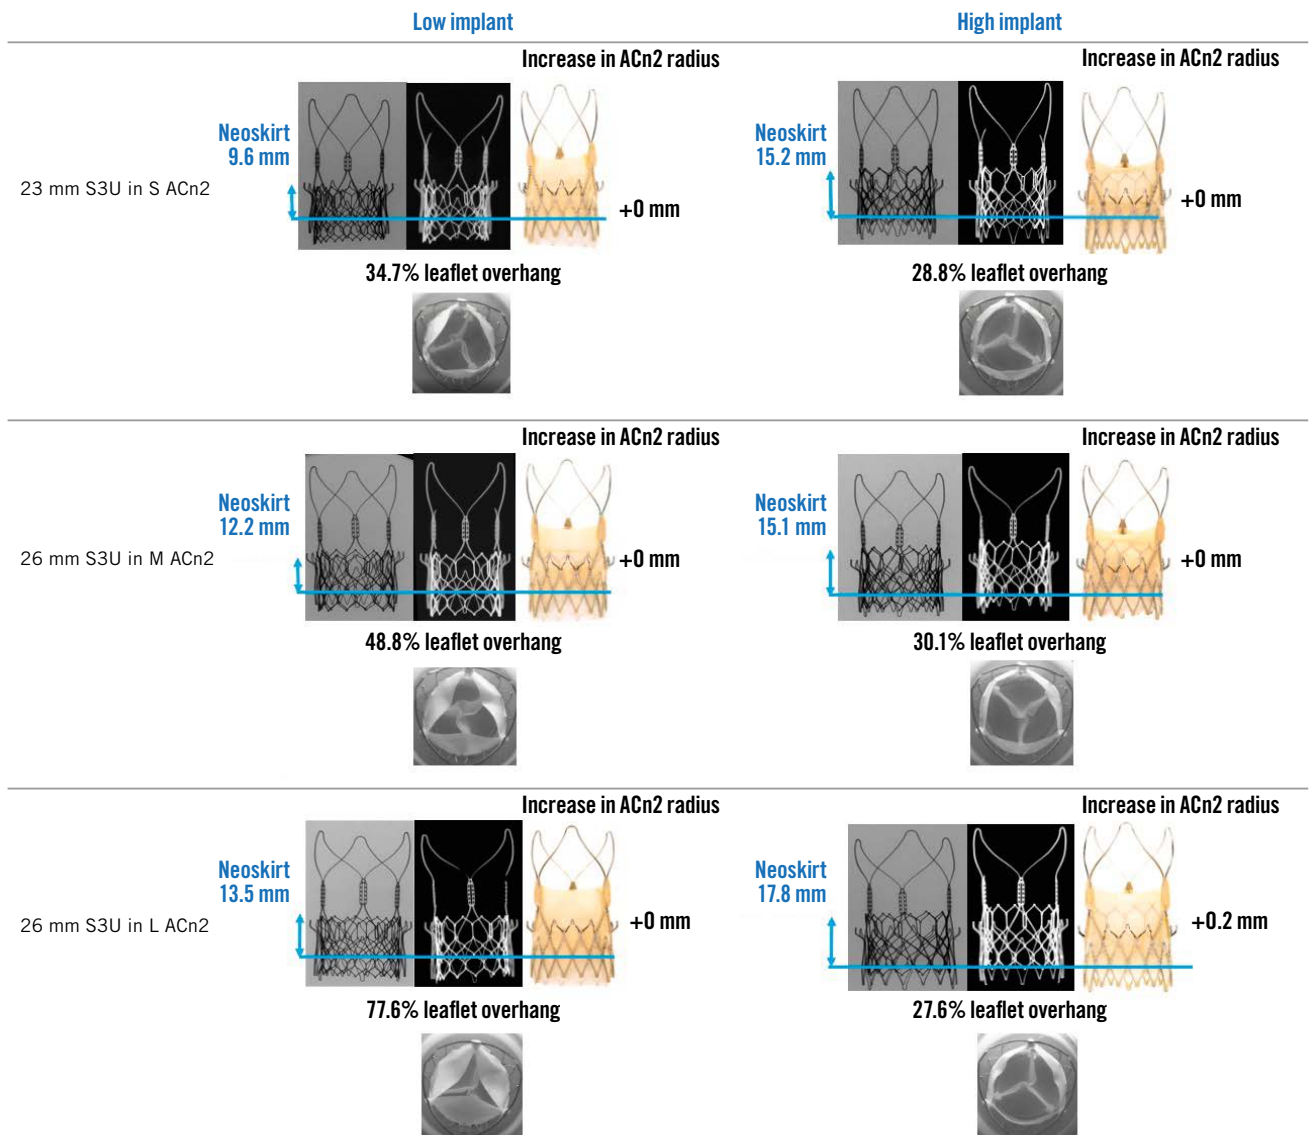 Low implant
High implant
Increase in ACn2 radius
Increase in ACn2 radius
23 mm S3U in S ACn2
Neoskirt
9.6 mm
+0 mm
Neoskirt
15.2 mm
+0 mm
34.7% leaflet overhang
28.8% leaflet overhang
Increase in ACn2 radius
Increase in ACn2 radius
26 mm S3U in M ACn2
Neoskirt
12.2 mm
+0 mm
Neoskirt
15.1 mm
+0 mm
48.8% leaflet overhang
30.1% leaflet overhang
Increase in ACn2 radius
Increase in ACn2 radius
26 mm S3U in L ACn2
Neoskirt
13.5 mm
+0 mm
Neoskirt
17.8 mm
+0.2 mm
77.6% leaflet overhang
27.6% leaflet overhang